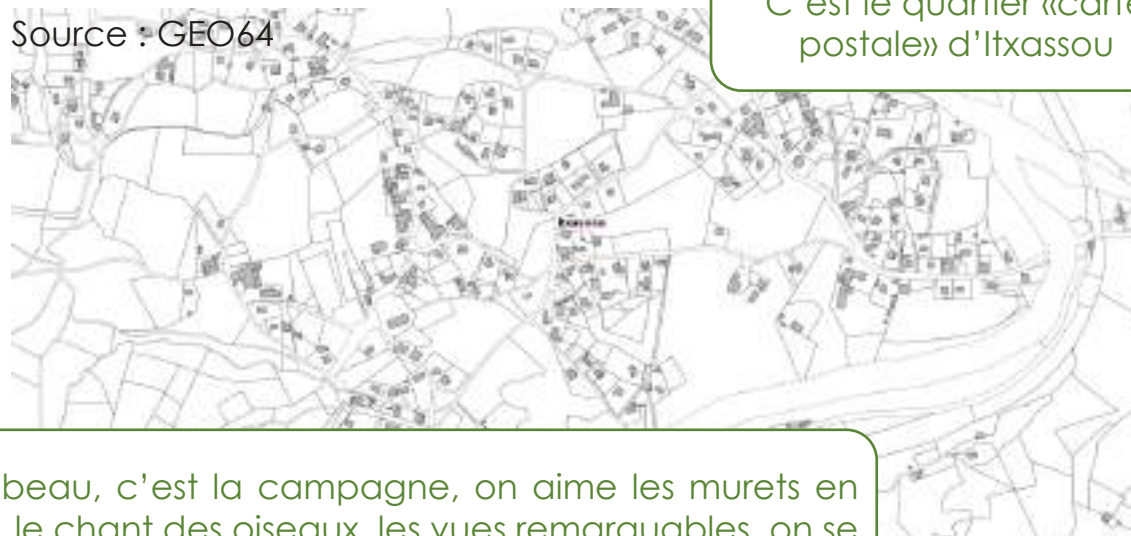 C'est le quartier «carte
postale» d'Itxassou
Source : GEO64
beau, c'est la campagne, on aime les murets en
le chant des oiseaux, les vues remarquables, on se